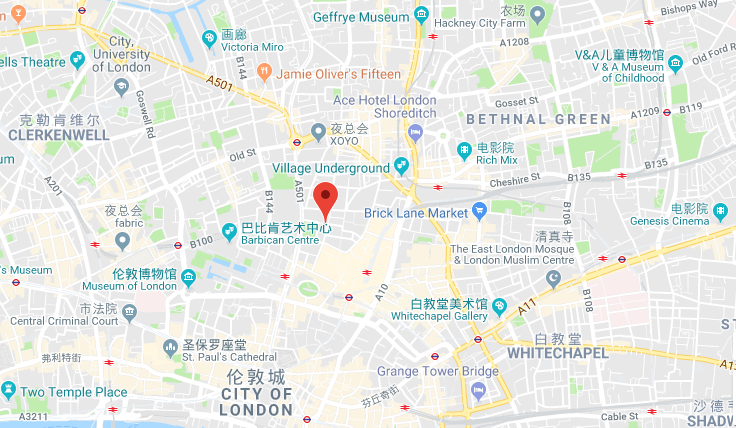 Geffrye Museum
农场
Hackney City Farm
Bishops Way
City,
University
of London
画廊
Victoria Miro
B144
A1208
Old Ford R
V&A儿童博物馆
V & A Museum
of Childhood
ells Theatre
A501
Jamie Oliver's Fifteen
Goswell Rd
Ace Hotel London
Shoreditch
Gosset St
A1209
B119
克勒肯维尔
CLERKENWELL
夜总会
XOYO
BETHNAL GREEN
电影院
Rich Mix
Old St
um
Village Underground
Cheshire St
B135
B135
A201
A501
B144
夜总会
fabric
Brick Lane Market
B108
电影院
Genesis Cinema
巴比肯艺术中心
Barbican Centre
B100
清真寺
The East London Mosque
& London Muslim Centre
's Museum
伦敦博物馆
Museum of London
A10
B108
市法院
Central Criminal Court
白教堂美术馆
Whitechapel Gallery
A11
圣保罗座堂
St. Paul's Cathedral
弗利特街
白教堂
WHITECHAPEL
ST
A13
伦敦城
CITY OF
LONDON
Grange Tower Bridge
Two Temple Place
芬丘奇街
A3211
Cable St
沙德
SHADW